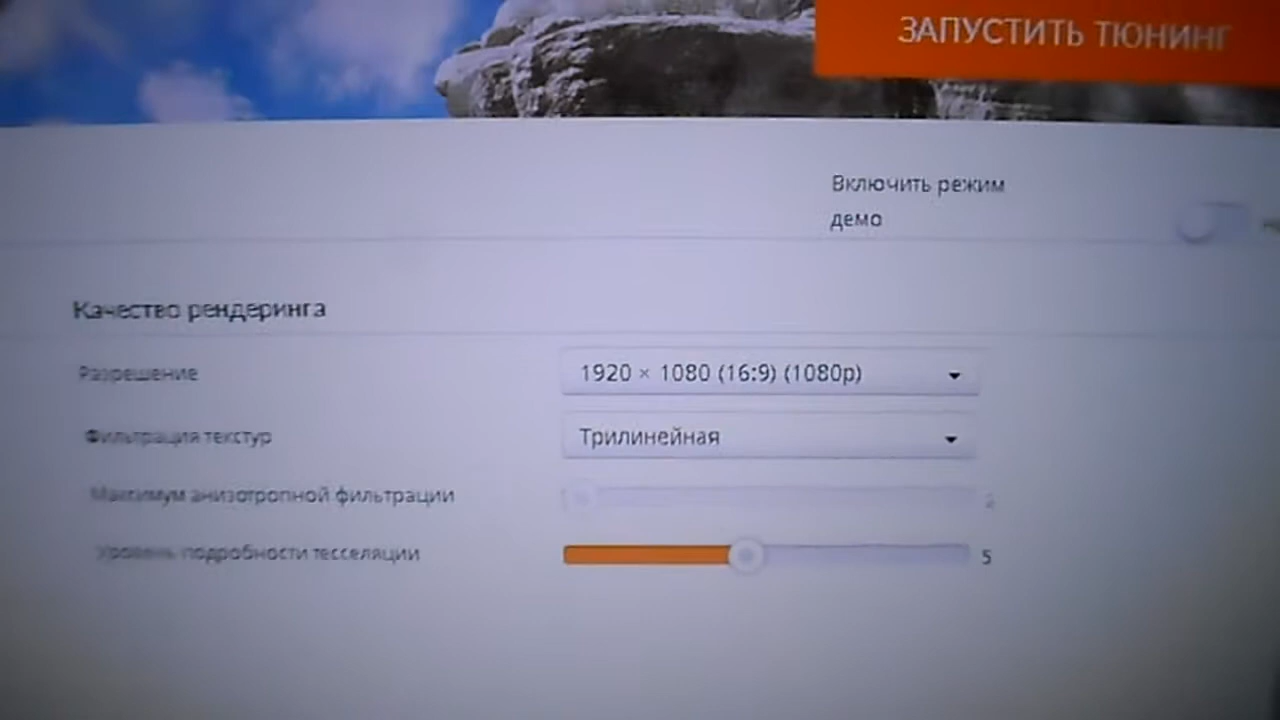 ЗАПУСТИТЬ ТЮНИНГ
Включить режим
демо
Качество рендеринга
Разрешение
1920 × 1080 (16:9) (1080p)
Фильтрация текстур
Трилинейная
Максимум анизотропной фильтрации
2
Уровень подробности тесселяции
5